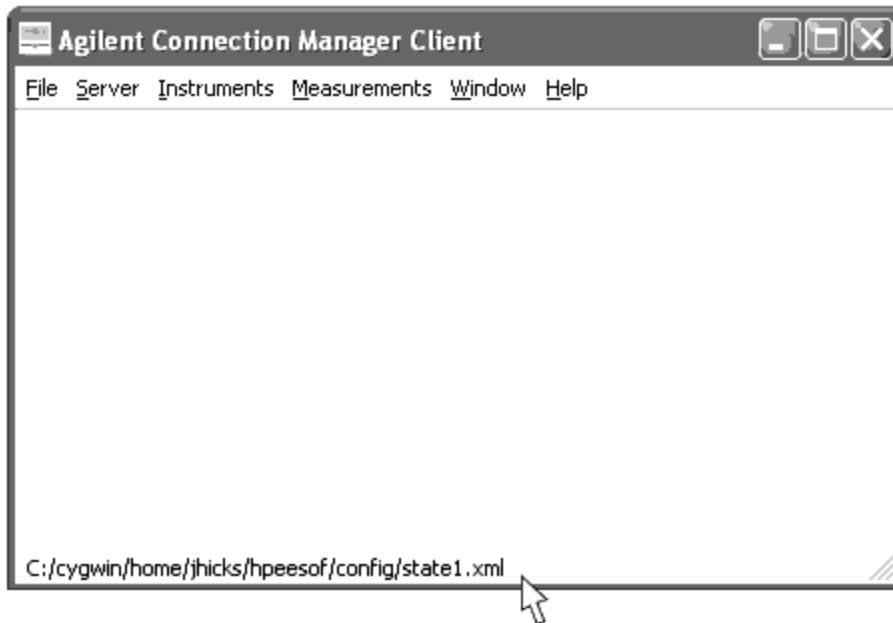 Agilent Connection Manager Client
File Server Instruments Measurements Window Help
C:/cygwin/home/jhicks/hpeesof/config/state1.xml